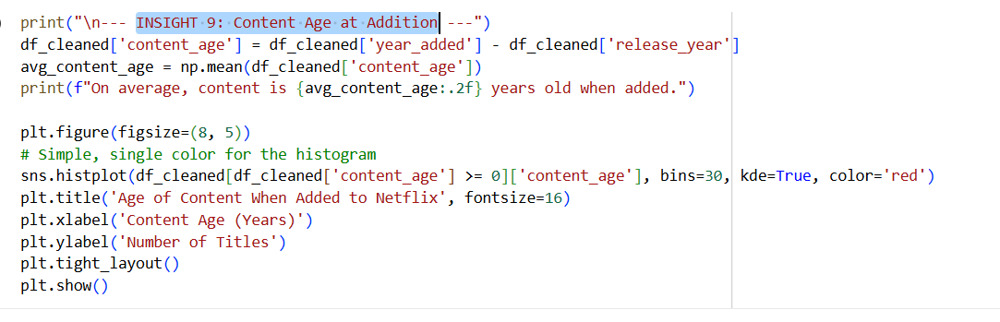 print("\n--- INSIGHT 9: Content Age at Addition ---")
df_cleaned['content_age'] = df_cleaned['year_added'] - df_cleaned['release_year']
avg_content_age = np.mean(df_cleaned['content_age'])
print(f"On average, content is {avg_content_age:.2f} years old when added.")
plt.figure(figsize=(8, 5))
# Simple, single color for the histogram
sns.histplot(df_cleaned[df_cleaned['content_age'] >= 0]['content_age'], bins=30, kde=True, color='red')
plt.title('Age of Content When Added to Netflix', fontsize=16)
plt.xlabel('Content Age (Years)')
plt.ylabel('Number of Titles')
plt.tight_layout()
plt.show()